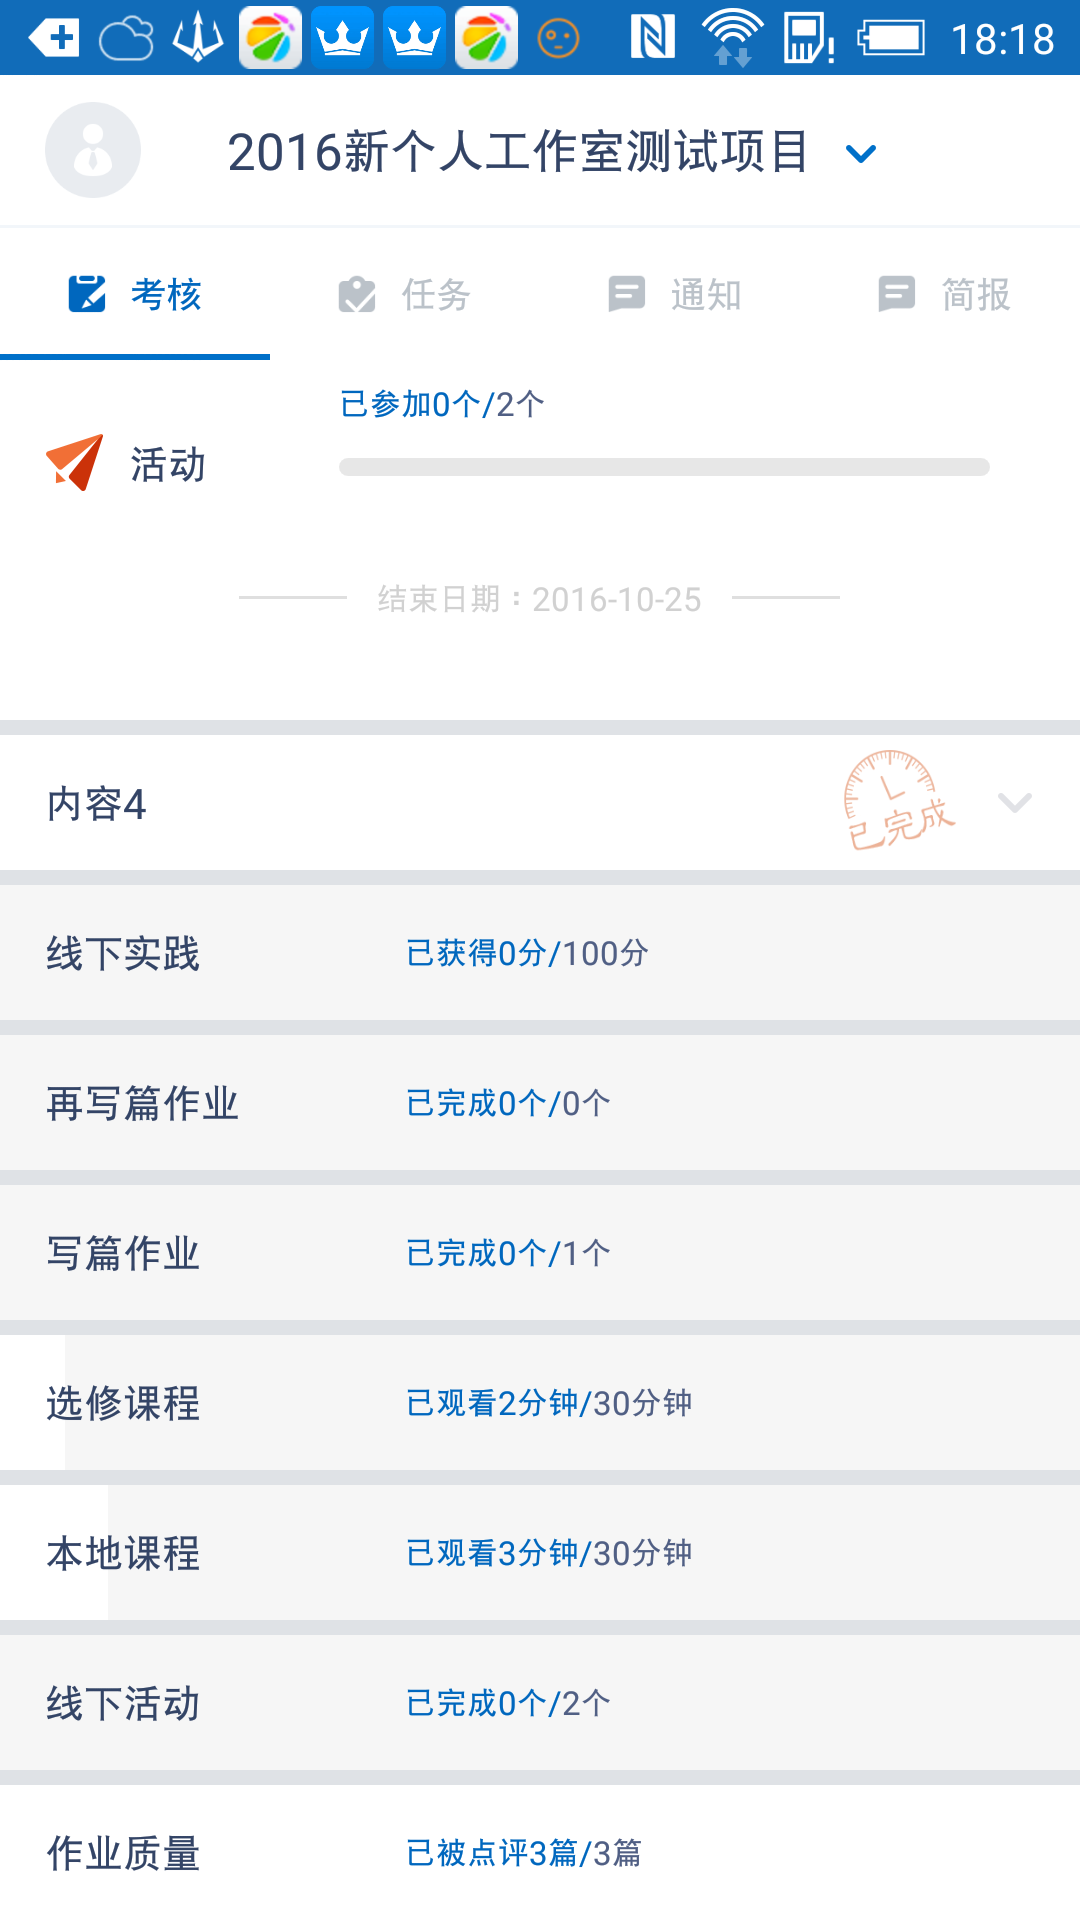 18:18
2016新个人工作室测试项目
考核 任务 通知 简报
已参加0个/2个
活动
结束日期：2016-10-25
内容4 已完成
线下实践 已获得0分/100分
再写篇作业 已完成0个/0个
写篇作业 已完成0个/1个
选修课程 已观看2分钟/30分钟
本地课程 已观看3分钟/30分钟
线下活动 已完成0个/2个
作业质量 已被点评3篇/3篇